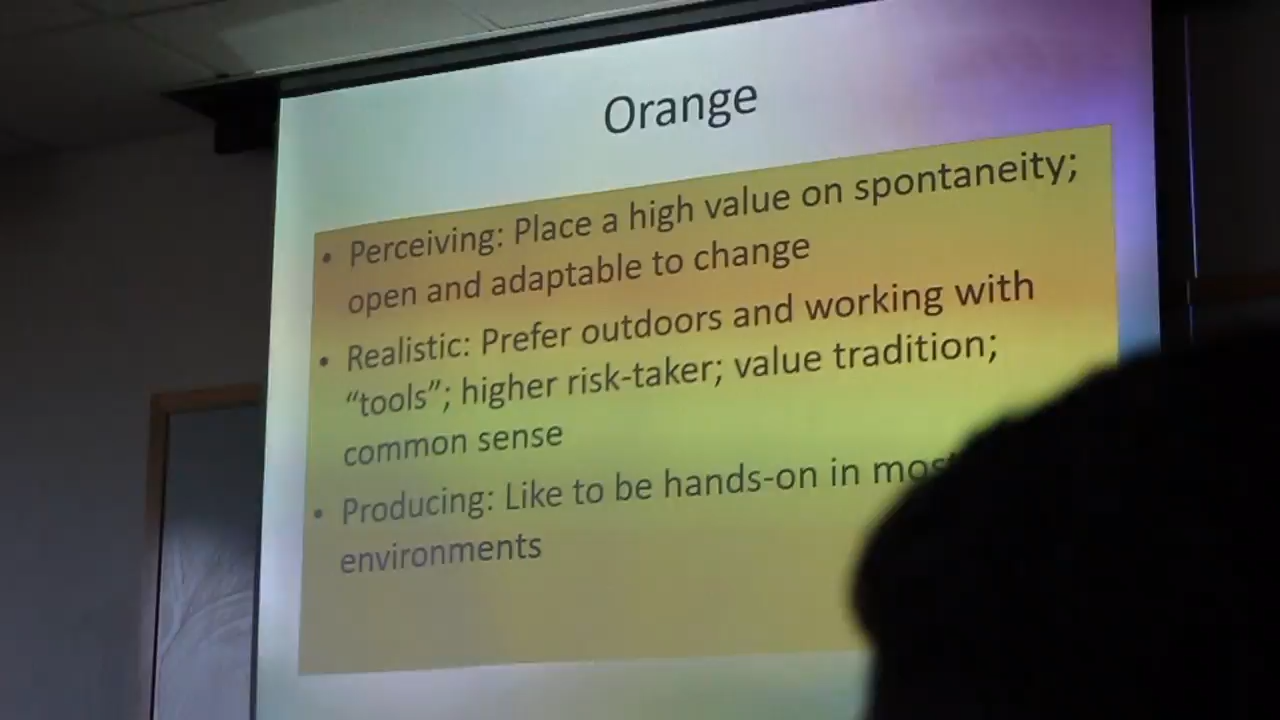 Orange
• Perceiving: Place a high value on spontaneity;
open and adaptable to change
• Realistic: Prefer outdoors and working with
“tools”; higher risk-taker; value tradition;
common sense
• Producing: Like to be hands-on in most
environments